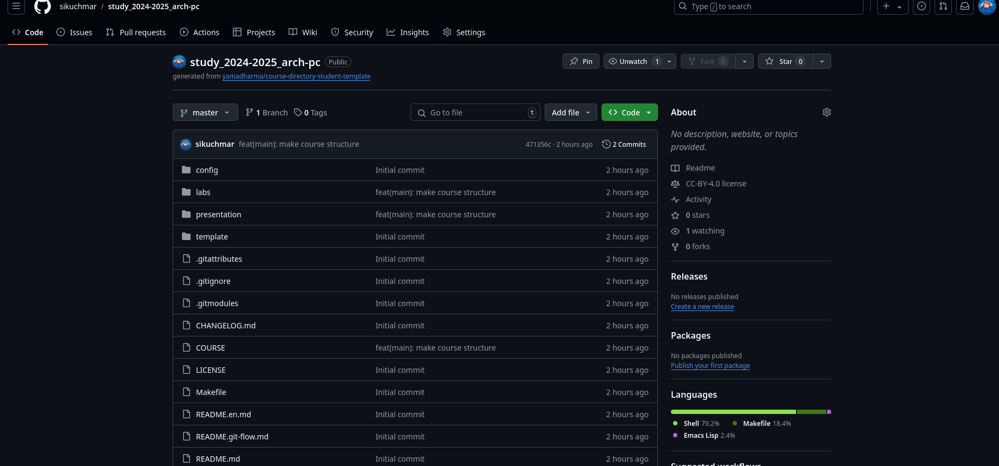 sikuchmar / study_2024-2025_arch-pc
Type / to search
Code Issues Pull requests Actions Projects Wiki Security Insights Settings
study_2024-2025_arch-pc Public
Pin Unwatch 1 Fork 0 Star 0
generated from yamadharma/course-directory-student-template
master 1 Branch 0 Tags
Go to file t Add file Code
sikuchmar feat(main): make course structure 471356c · 2 hours ago 2 Commits
config Initial commit 2 hours ago
labs feat(main): make course structure 2 hours ago
presentation feat(main): make course structure 2 hours ago
template Initial commit 2 hours ago
.gitattributes Initial commit 2 hours ago
.gitignore Initial commit 2 hours ago
.gitmodules Initial commit 2 hours ago
CHANGELOG.md Initial commit 2 hours ago
COURSE feat(main): make course structure 2 hours ago
LICENSE Initial commit 2 hours ago
Makefile Initial commit 2 hours ago
README.en.md Initial commit 2 hours ago
README.git-flow.md Initial commit 2 hours ago
README.md Initial commit 2 hours ago
About
No description, website, or topics
provided.
Readme
CC-BY-4.0 license
Activity
0 stars
1 watching
0 forks
Releases
No releases published
Create a new release
Packages
No packages published
Publish your first package
Languages
Shell 79.2% Makefile 18.4%
Emacs Lisp 2.4%
Suggested workflows